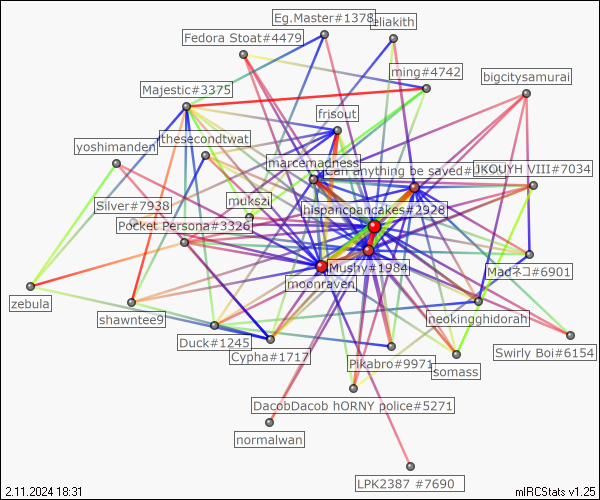 Eg.Master#1378
eliakith
Fedora Stoat#4479
ming#4742
bigcitysamurai
Majestic#3375
frisout
thesecondtwat
yoshimanden
marcemadness
Can anything be saved#
JKOUYH VIII#7034
mukszi
Silver#7938
hispancpancakes#2928
Pocket Persona#3326
Mushy#1984
Madネコ#6901
moonraven
zebula
shawntee9
neokingghidorah
Duck#1245
Cypha#1717
Pikabro#9971
somass
Swirly Boi#6154
DacobDacob hORNY police#5271
normalwan
LPK2387 #7690
2.11.2024 18:31
mIRCStats v1.25